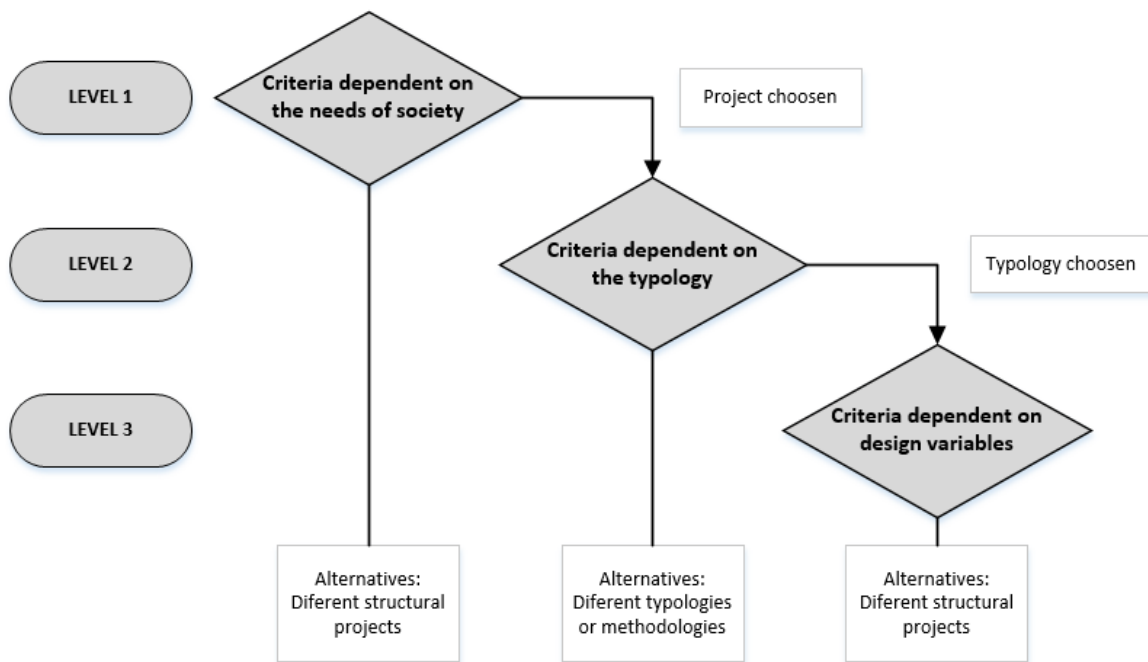 LEVEL 1
Criteria dependent on
the needs of society
Project choosen
LEVEL 2
Criteria dependent on
the typology
Typology choosen
LEVEL 3
Criteria dependent on
design variables
Alternatives:
Diferent structural
projects
Alternatives:
Diferent typologies
or methodologies
Alternatives:
Diferent structural
projects